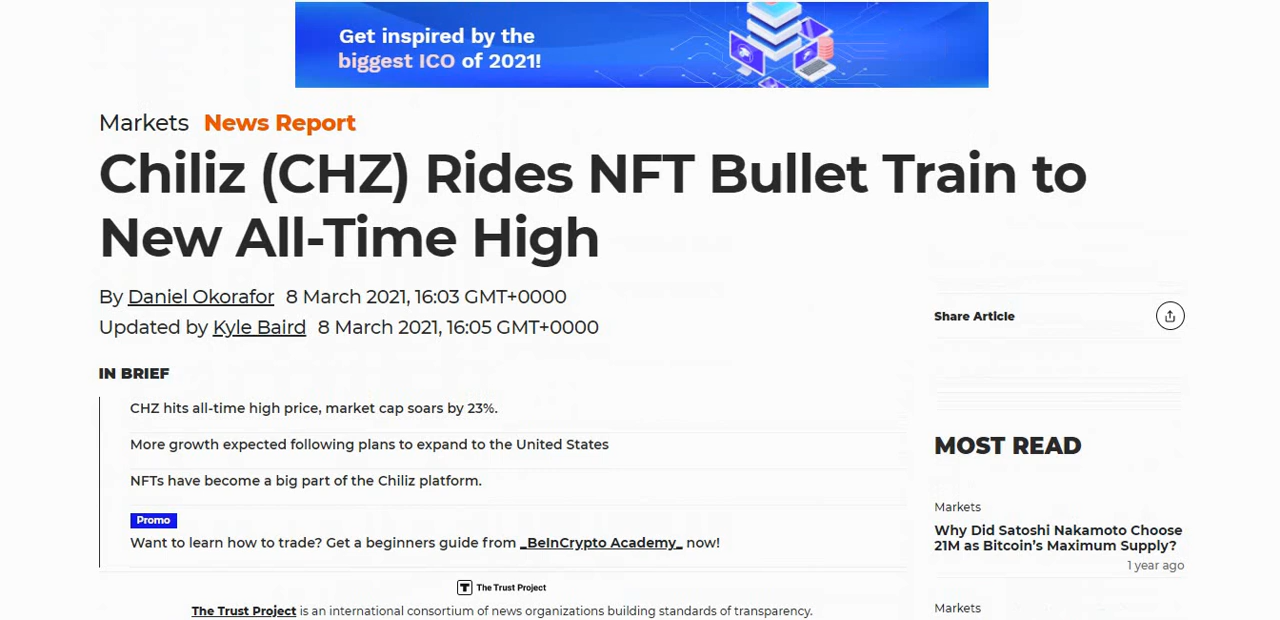 Get inspired by the
biggest ICO of 2021!
Markets News Report
Chiliz (CHZ) Rides NFT Bullet Train to
New All-Time High
By Daniel Okorafor 8 March 2021, 16:03 GMT+0000
Updated by Kyle Baird 8 March 2021, 16:05 GMT+0000
Share Article
IN BRIEF
CHZ hits all-time high price, market cap soars by 23%.
More growth expected following plans to expand to the United States
NFTs have become a big part of the Chiliz platform.
Promo
Want to learn how to trade? Get a beginners guide from _BeInCrypto Academy_ now!
The Trust Project
The Trust Project is an international consortium of news organizations building standards of transparency.
MOST READ
Markets
Why Did Satoshi Nakamoto Choose
21M as Bitcoin's Maximum Supply?
1 year ago
Markets